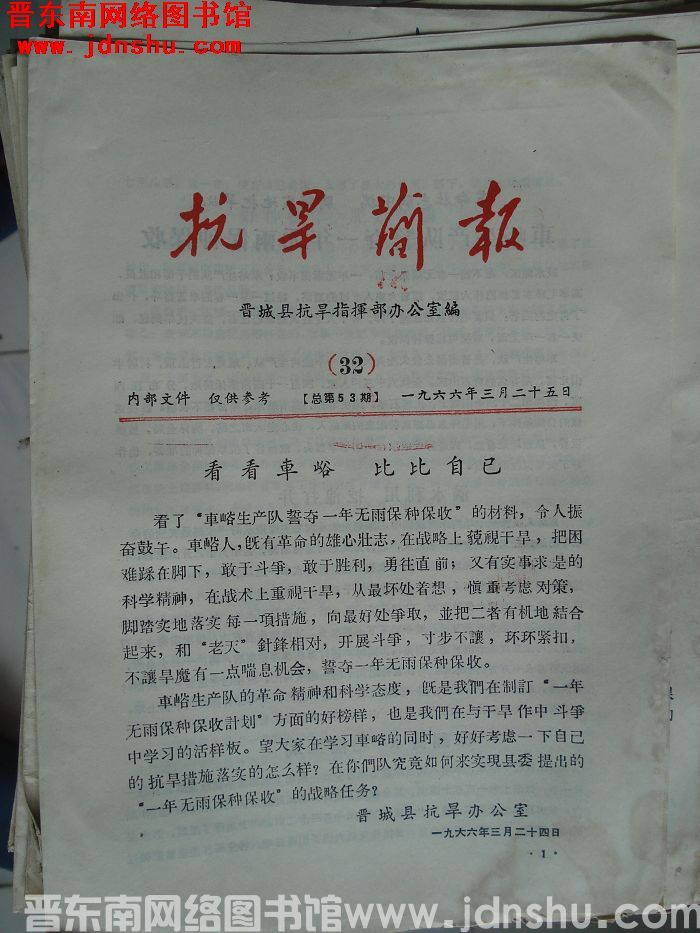 晋东南网络图书馆
www.jdnshu.com
抗旱簡報
晋城县抗旱指揮部办公室編
(32)
内部文件 仅供参考 【总第53期】 一九六六年三月二十五日
看看車峪 比比自已
看了“車峪生产队誓夺一年无雨保种保收”的材料，令人振
奋鼓午。車峪人，旣有革命的雄心壯志，在战略上藐視干旱，把困
难踩在脚下，敢于斗爭，敢于胜利，勇往直前；又有实事求是的
科学精神，在战术上重視干旱，从最坏处着想，愼重考虑对策，
脚踏实地落实每一項措施，向最好处爭取，並把二者有机地結合
起来，和“老天”針鋒相对，开展斗爭，寸步不讓，环环紧扣，
不讓旱魔有一点喘息机会，誓夺一年无雨保种保收。
車峪生产队的革命精神和科学态度，旣是我們在制訂“一年
无雨保种保收計划”方面的好榜样，也是我們在与干旱作中斗爭
中学习的活样板。望大家在学习車峪的同时，好好考虑一下自己
的抗旱措施落实的怎么样？在你們队究竟如何来实現县委提出的
“一年无雨保种保收”的战略任务？
晋城县抗旱办公室
一九六六年三月二十四日
·1·
晋东南网络图书馆www.jdnshu.com